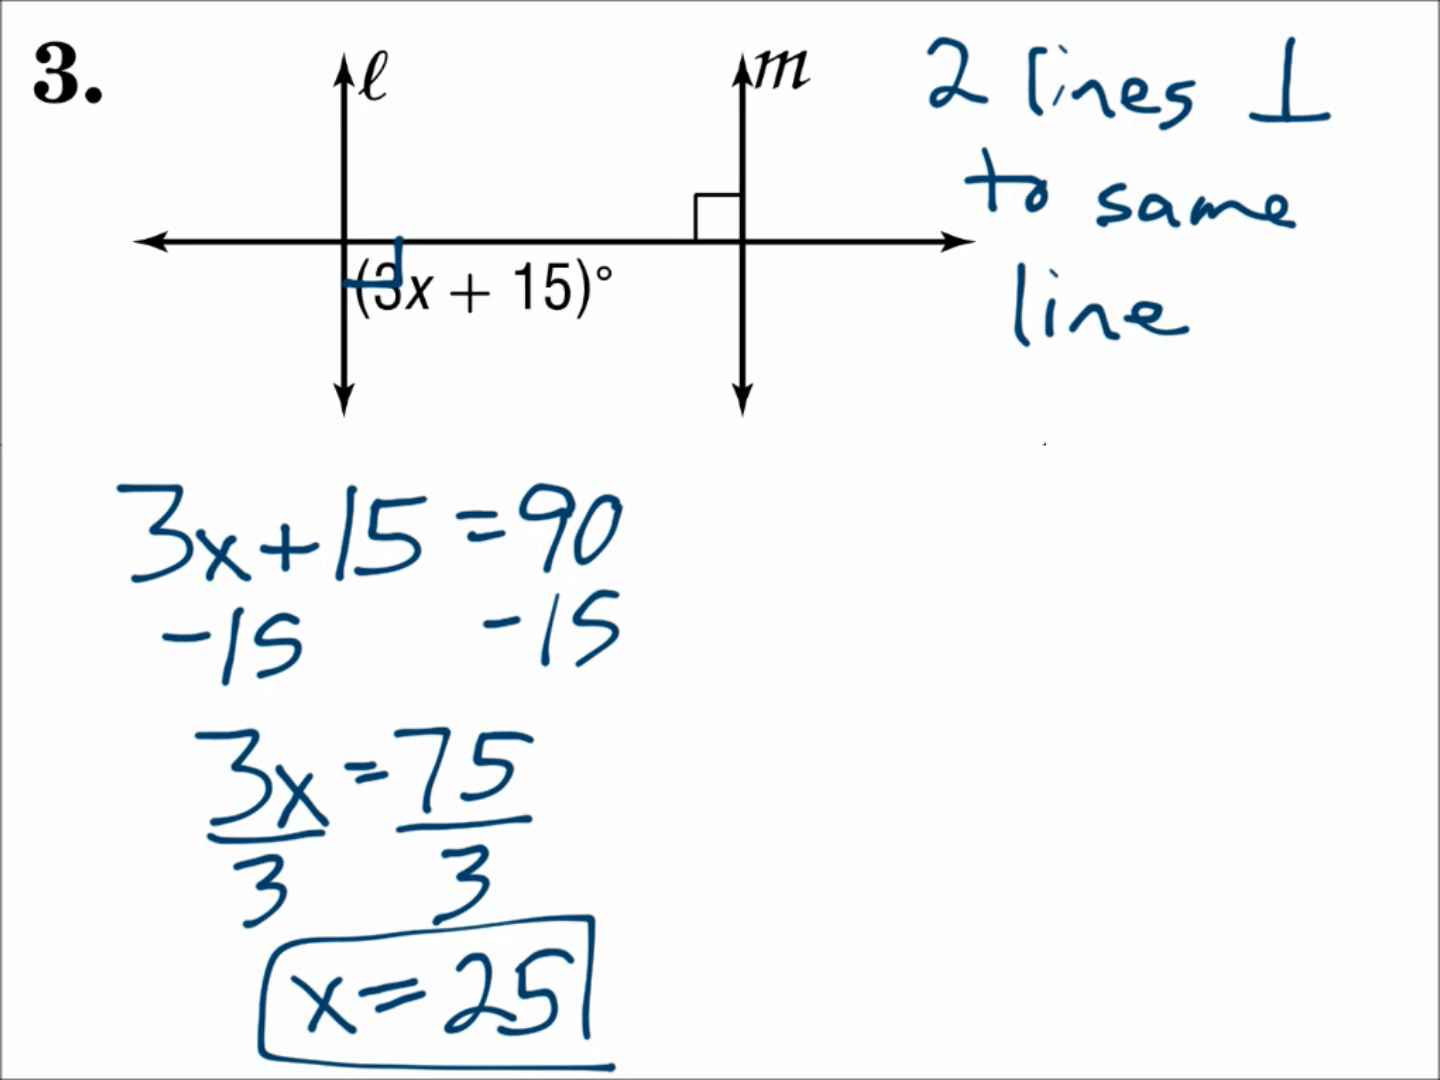 3.
ℓ
m
2 lines ⊥
to same
line
(3x + 15)°
3x+15 = 90
-15 -15
3x = 75
3 3
x = 25